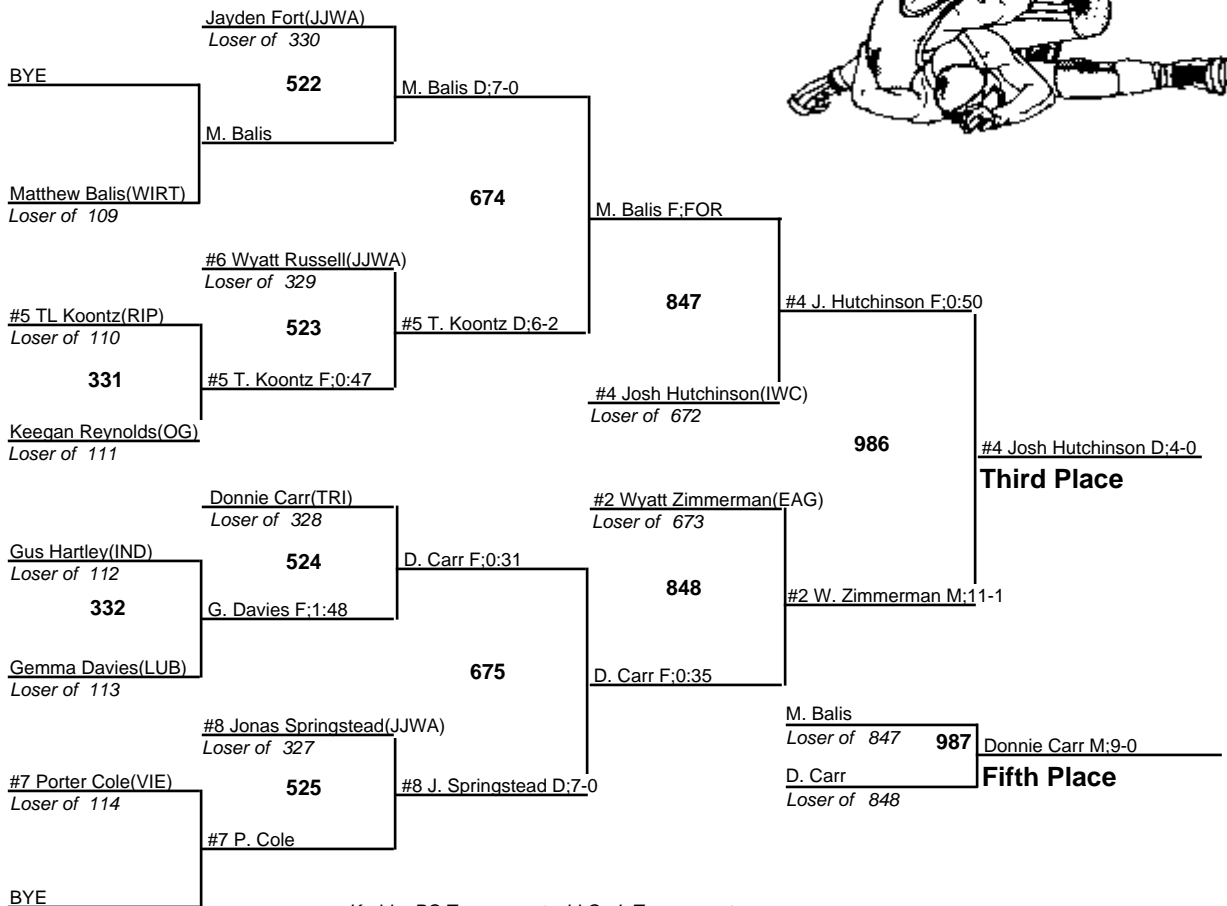 Jayden Fort(JJWA)
Loser of 330
BYE
522
M. Balis D;7-0
M. Balis
Matthew Balis(WIRT)
Loser of 109
674
M. Balis F;FOR
#6 Wyatt Russell(JJWA)
Loser of 329
#5 TL Koontz(RIP)
Loser of 110
523
#5 T. Koontz D;6-2
847
#4 J. Hutchinson F;0:50
331
#5 T. Koontz F;0:47
#4 Josh Hutchinson(IWC)
Loser of 672
Keegan Reynolds(OG)
Loser of 111
986
#4 Josh Hutchinson D;4-0
Third Place
Donnie Carr(TRI)
Loser of 328
#2 Wyatt Zimmerman(EAG)
Loser of 673
Gus Hartley(IND)
Loser of 112
524
D. Carr F;0:31
848
332
G. Davies F;1:48
#2 W. Zimmerman M;11-1
Gemma Davies(LUB)
Loser of 113
675
D. Carr F;0:35
#8 Jonas Springstead(JJWA)
Loser of 327
M. Balis
Loser of 847
987
Donnie Carr M;9-0
Fifth Place
#7 Porter Cole(VIE)
Loser of 114
525
#8 J. Springstead D;7-0
D. Carr
Loser of 848
#7 P. Cole
BYE